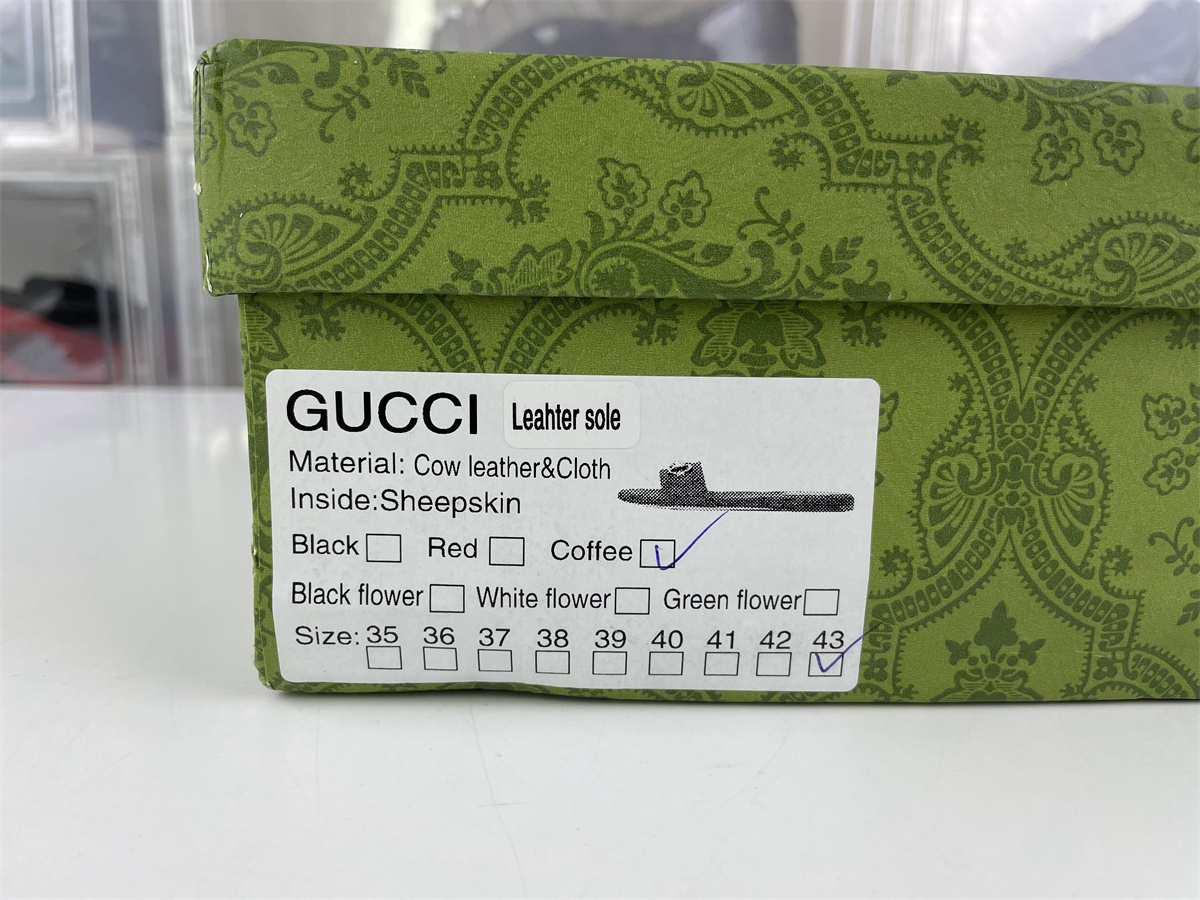 GUCCI Leahter sole
Material: Cow leather&Cloth
Inside:Sheepskin
Black Red Coffee
Black flower White flower Green flower
Size: 35 36 37 38 39 40 41 42 43